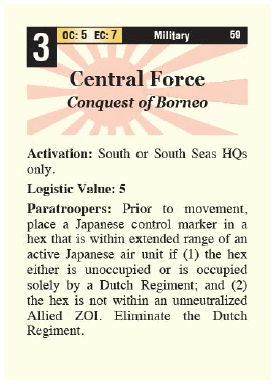 3 OC: 5 EC: 7 Military 59
Central Force
Conquest of Borneo
Activation: South or South Seas HQs
only.
Logistic Value: 5
Paratroopers: Prior to movement,
place a Japanese control marker in a
hex that is within extended range of an
active Japanese air unit if (1) the hex
either is unoccupied or is occupied
solely by a Dutch Regiment; and (2)
the hex is not within an unneutralized
Allied ZOI. Eliminate the Dutch
Regiment.